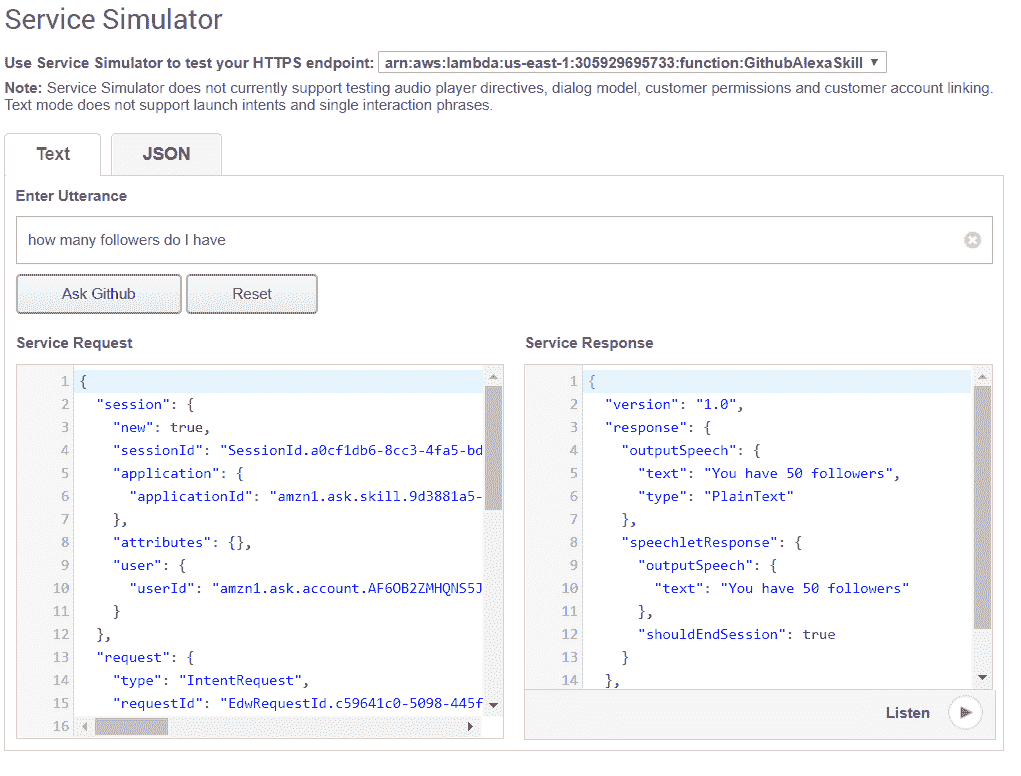 Service Simulator
Use Service Simulator to test your HTTPS endpoint: arn:aws:lambda:us-east-1:305929695733:function:GithubAlexaSkill
Note: Service Simulator does not currently support testing audio player directives, dialog model, customer permissions and customer account linking.
Text mode does not support launch intents and single interaction phrases.
Text JSON
Enter Utterance
how many followers do I have
Ask Github Reset
Service Request
1 {
2 "session": {
3 "new": true,
4 "sessionId": "SessionId.a0cf1db6-8cc3-4fa5-bd
5 "application": {
6 "applicationId": "amzn1.ask.skill.9d3881a5-
7 },
8 "attributes": {},
9 "user": {
10 "userId": "amzn1.ask.account.AF6OB2ZMHQNS5J
11 }
12 },
13 "request": {
14 "type": "IntentRequest",
15 "requestId": "EdwRequestId.c59641c0-5098-445f
16
Service Response
1 {
2 "version": "1.0",
3 "response": {
4 "outputSpeech": {
5 "text": "You have 50 followers",
6 "type": "PlainText"
7 },
8 "speechletResponse": {
9 "outputSpeech": {
10 "text": "You have 50 followers"
11 },
12 "shouldEndSession": true
13 }
14 },
Listen